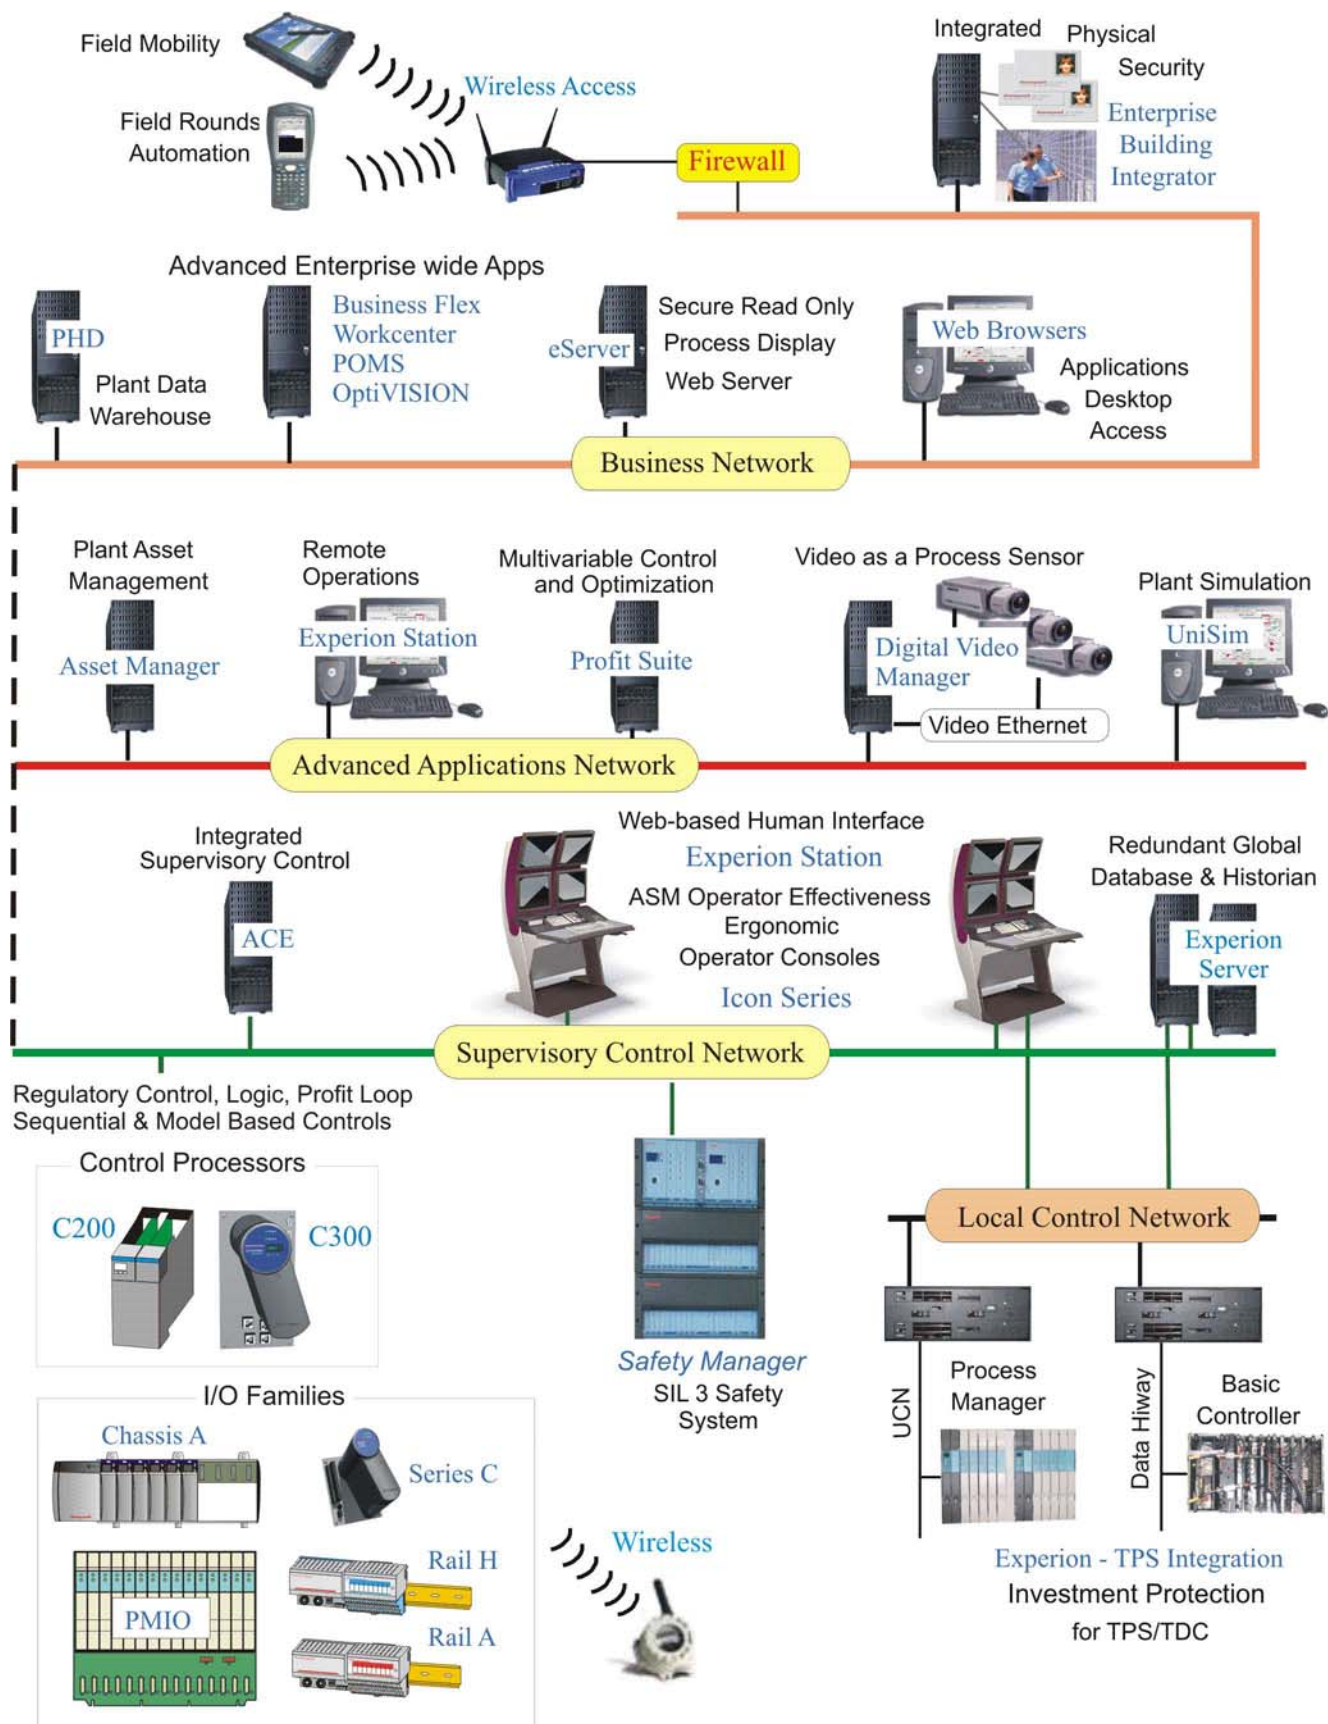 Field Mobility
Wireless Access
Field Rounds
Automation
Firewall
Integrated Physical
Security
Enterprise
Building
Integrator
Advanced Enterprise wide Apps
PHD
Plant Data
Warehouse
Business Flex
Workcenter
POMS
OptiVISION
eServer
Secure Read Only
Process Display
Web Server
Web Browsers
Applications
Desktop
Access
Business Network
Plant Asset
Management
Asset Manager
Remote
Operations
Experion Station
Multivariable Control
and Optimization
Profit Suite
Video as a Process Sensor
Digital Video
Manager
Video Ethernet
Plant Simulation
UniSim
Advanced Applications Network
Integrated
Supervisory Control
ACE
Web-based Human Interface
Experion Station
ASM Operator Effectiveness
Ergonomic
Operator Consoles
Icon Series
Redundant Global
Database & Historian
Experion
Server
Supervisory Control Network
Regulatory Control, Logic, Profit Loop
Sequential & Model Based Controls
Control Processors
C200
C300
Safety Manager
SIL 3 Safety
System
Local Control Network
UCN
Process
Manager
Data Hiway
Basic
Controller
Experion - TPS Integration
Investment Protection
for TPS/TDC
I/O Families
Chassis A
Series C
PMIO
Rail H
Rail A
Wireless